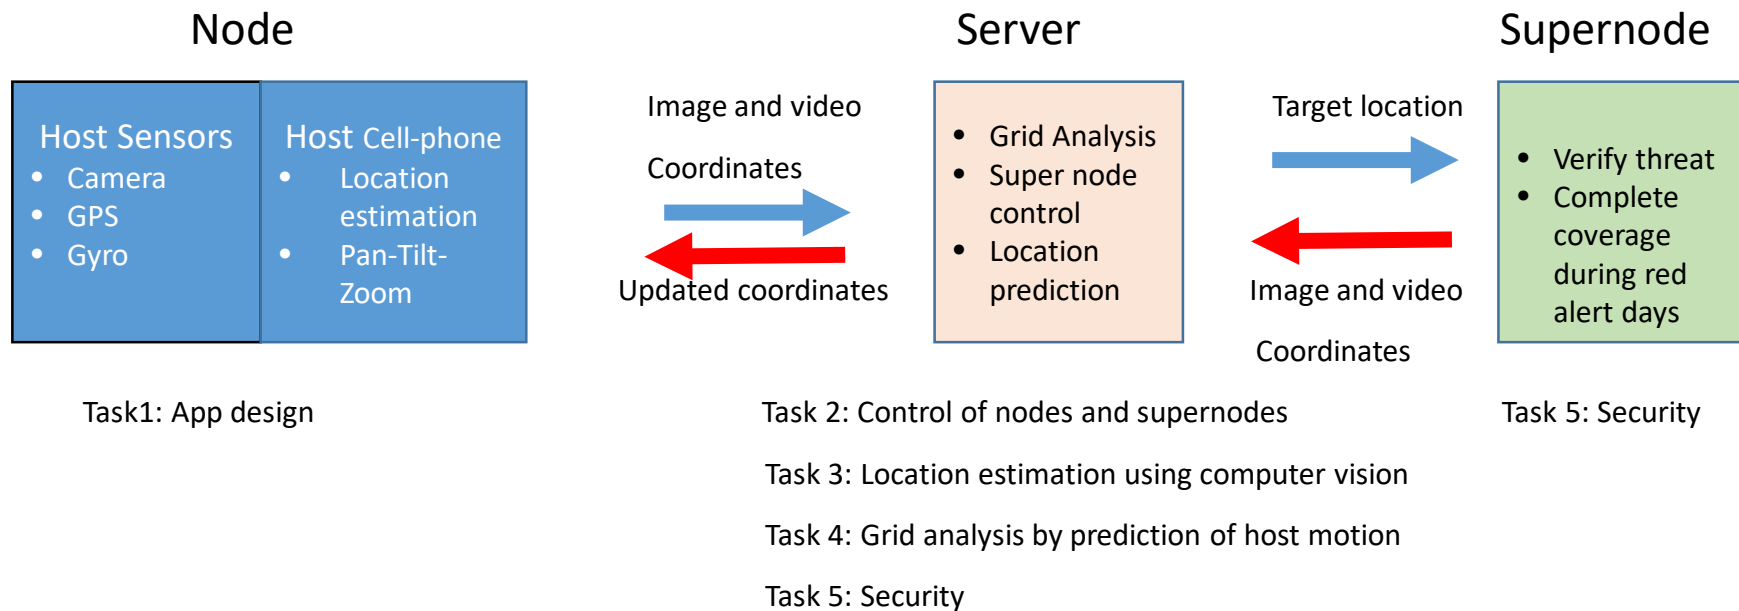 Node
Server
Supernode
Host Sensors
• Camera
• GPS
• Gyro
Host Cell-phone
• Location
estimation
• Pan-Tilt-
Zoom
Image and video
Coordinates
Updated coordinates
• Grid Analysis
• Super node
control
• Location
prediction
Target location
Image and video
Coordinates
• Verify threat
• Complete
coverage
during red
alert days
Task1: App design
Task 2: Control of nodes and supernodes
Task 3: Location estimation using computer vision
Task 4: Grid analysis by prediction of host motion
Task 5: Security
Task 5: Security